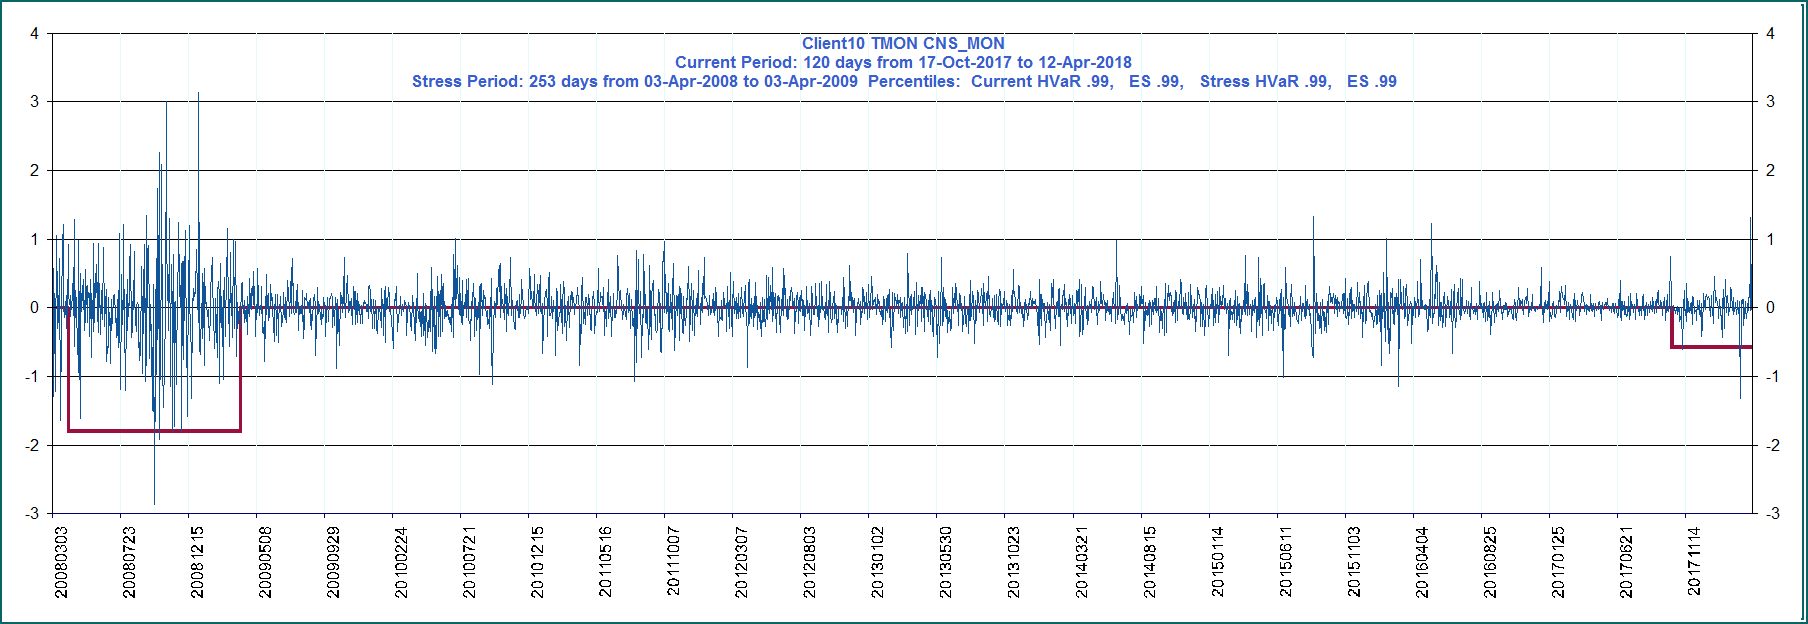 Client10 TMON CNS_MON
Current Period: 120 days from 17-Oct-2017 to 12-Apr-2018
Stress Period: 253 days from 03-Apr-2008 to 03-Apr-2009  Percentiles:  Current HVaR .99,   ES .99,   Stress HVaR .99,   ES .99
4 4
3 3
2 2
1 1
0 0
-1 -1
-2 -2
-3 -3
20080303 20080723 20081215 20090508 20090929 20100224 20100721 20101215 20110516 20111007 20120307 20120803 20130102 20130530 20131023 20140321 20140815 20150114 20150611 20151103 20160404 20160825 20170125 20170621 20171114